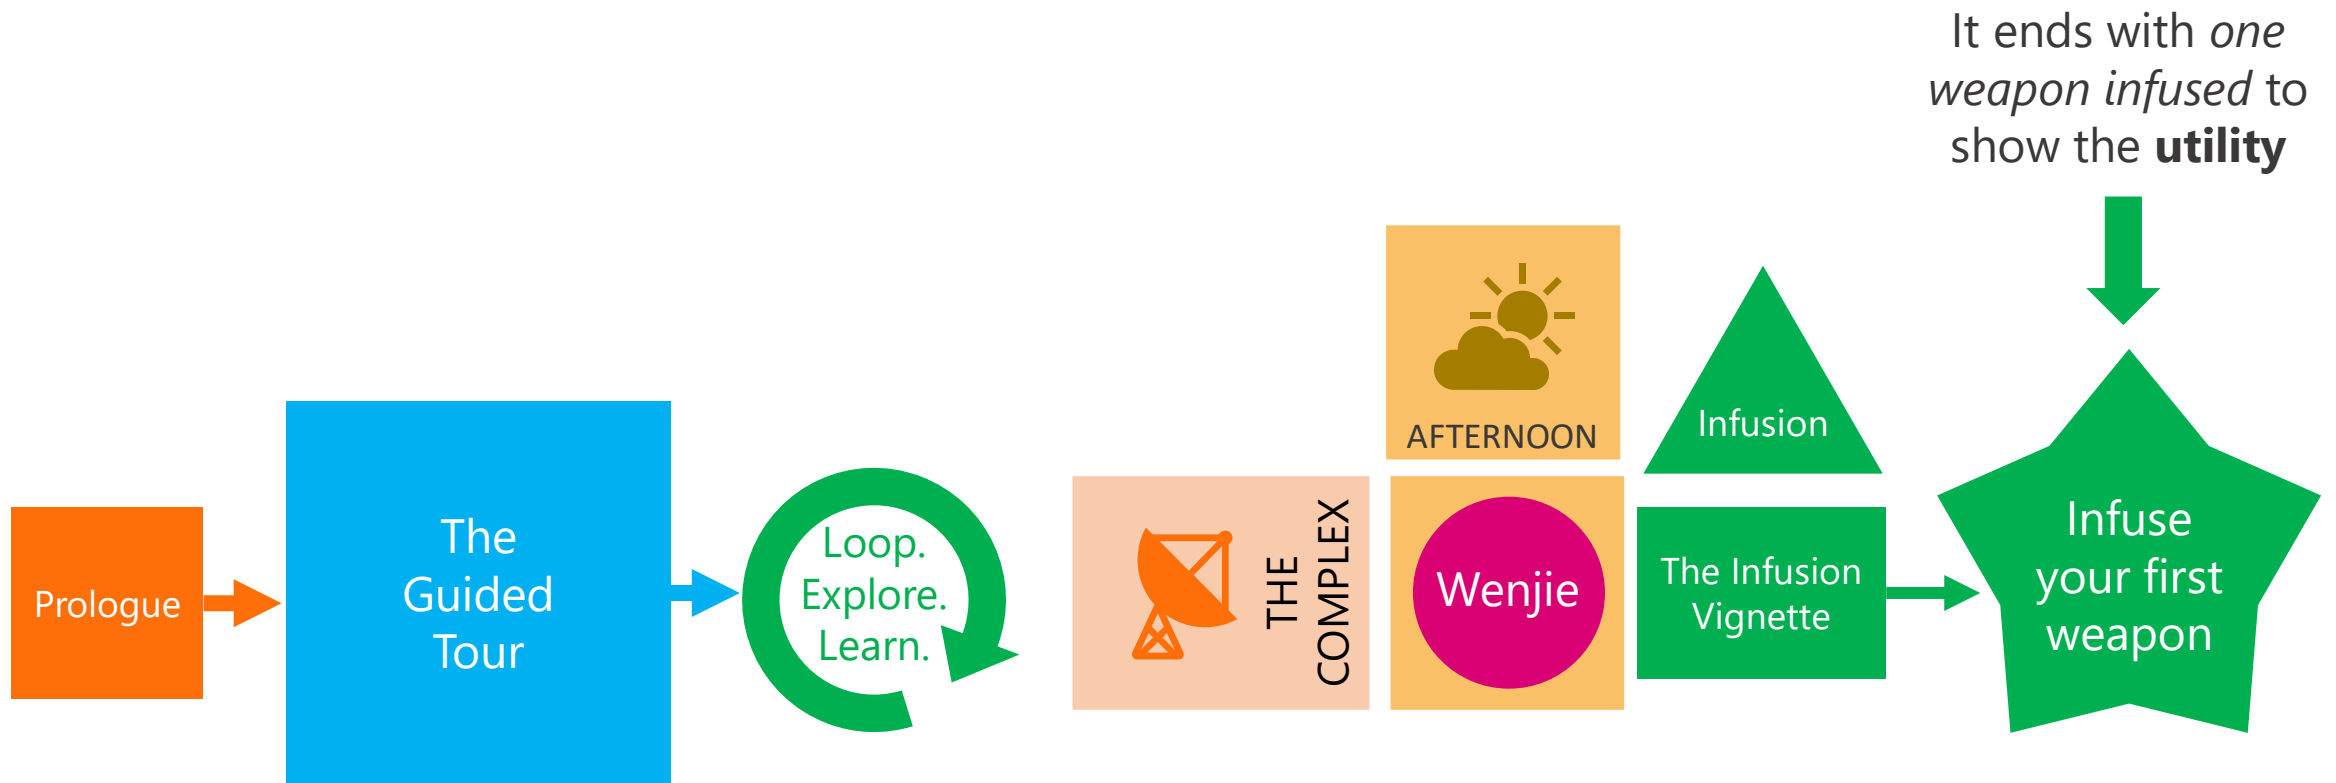 It ends with one
weapon infused to
show the utility
AFTERNOON
Infusion
Prologue
The
Guided
Tour
Loop.
Explore.
Learn.
THE
COMPLEX
Wenjie
The Infusion
Vignette
Infuse
your first
weapon